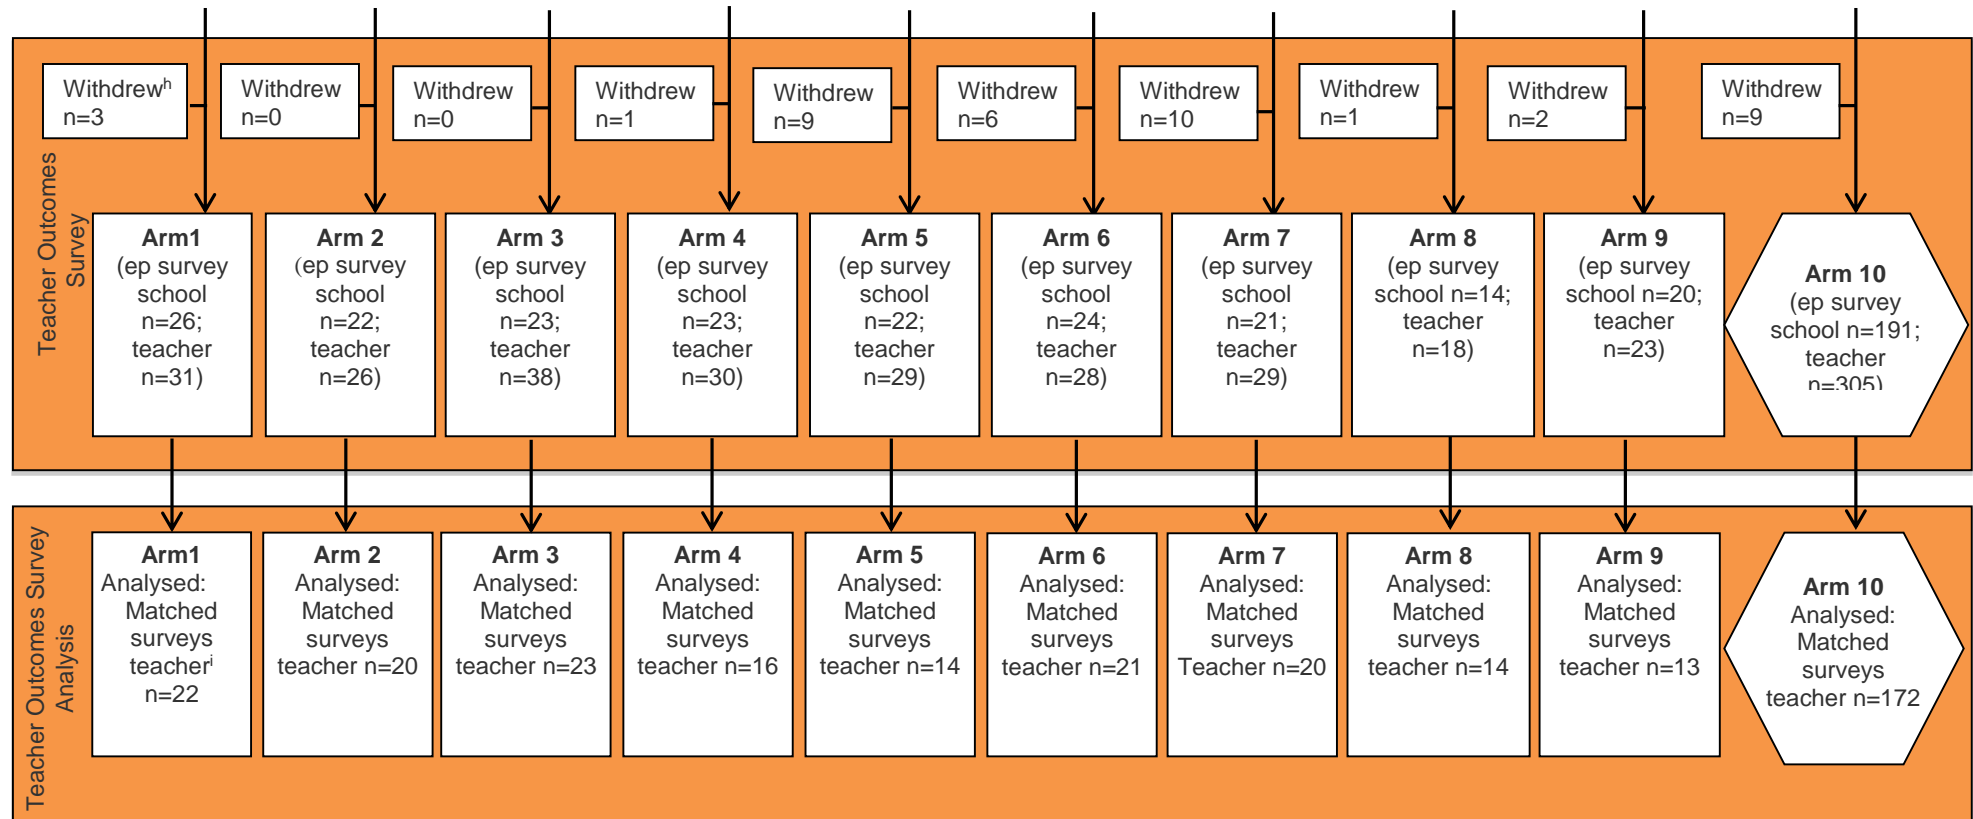 Teacher Outcomes
Survey
Withdrewʰ
n=3
Withdrew
n=0
Withdrew
n=0
Withdrew
n=1
Withdrew
n=9
Withdrew
n=6
Withdrew
n=10
Withdrew
n=1
Withdrew
n=2
Withdrew
n=9
Arm1
(ep survey
school
n=26;
teacher
n=31)
Arm 2
(ep survey
school
n=22;
teacher
n=26)
Arm 3
(ep survey
school
n=23;
teacher
n=38)
Arm 4
(ep survey
school
n=23;
teacher
n=30)
Arm 5
(ep survey
school
n=22;
teacher
n=29)
Arm 6
(ep survey
school
n=24;
teacher
n=28)
Arm 7
(ep survey
school
n=21;
teacher
n=29)
Arm 8
(ep survey
school n=14;
teacher
n=18)
Arm 9
(ep survey
school n=20;
teacher
n=23)
Arm 10
(ep survey
school n=191;
teacher
n=305)
Teacher Outcomes Survey
Analysis
Arm1
Analysed:
Matched
surveys
teacherⁱ
n=22
Arm 2
Analysed:
Matched
surveys
teacher n=20
Arm 3
Analysed:
Matched
surveys
teacher n=23
Arm 4
Analysed:
Matched
surveys
teacher n=16
Arm 5
Analysed:
Matched
surveys
teacher n=14
Arm 6
Analysed:
Matched
surveys
teacher n=21
Arm 7
Analysed:
Matched
surveys
Teacher n=20
Arm 8
Analysed:
Matched
surveys
teacher n=14
Arm 9
Analysed:
Matched
surveys
teacher n=13
Arm 10
Analysed:
Matched
surveys
teacher n=172